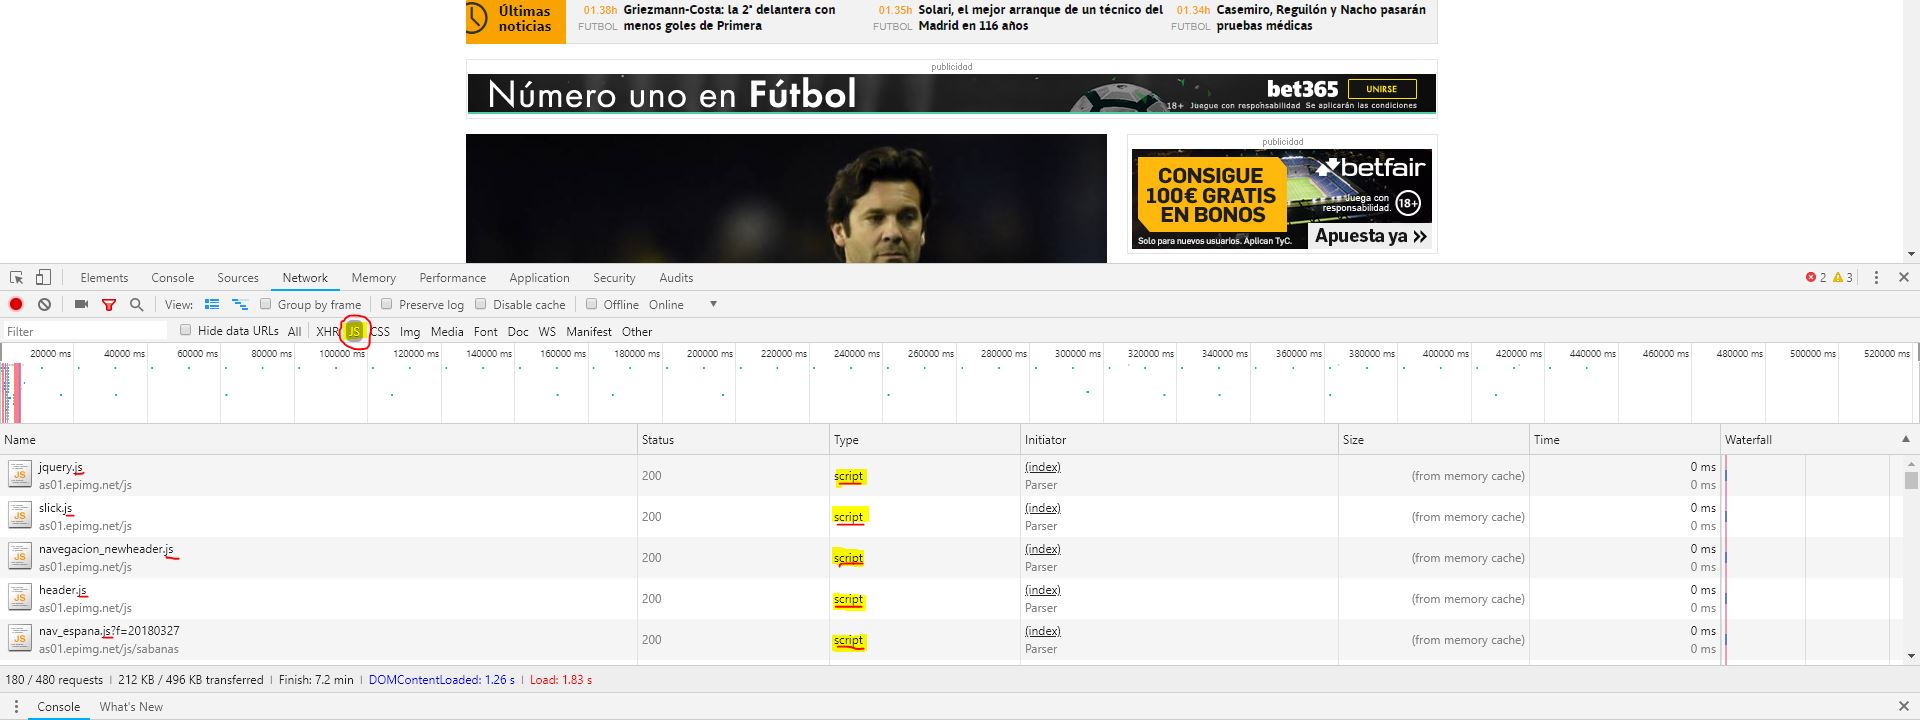 Últimas noticias
01.38h Griezmann-Costa: la 2ª delantera con
FUTBOL menos goles de Primera
01.35h Solari, el mejor arranque de un técnico del
FUTBOL Madrid en 116 años
01.34h Casemiro, Reguilón y Nacho pasarán
FUTBOL pruebas médicas
publicidad
Número uno en Fútbol
bet365 UNIRSE
18+ Juegue con responsabilidad Se aplicarán las condiciones
publicidad
CONSIGUE
100€ GRATIS
EN BONOS
betfair
Juega con
responsabilidad. 18+
Solo para nuevos usuarios. Aplican TyC.
Apuesta ya »
Elements Console Sources Network Memory Performance Application Security Audits 2 3
View: Group by frame Preserve log Disable cache Offline Online
Filter Hide data URLs All XHR JS CSS Img Media Font Doc WS Manifest Other
20000 ms 40000 ms 60000 ms 80000 ms 100000 ms 120000 ms 140000 ms 160000 ms 180000 ms 200000 ms 220000 ms 240000 ms 260000 ms 280000 ms 300000 ms 320000 ms 340000 ms 360000 ms 380000 ms 400000 ms 420000 ms 440000 ms 460000 ms 480000 ms 500000 ms 520000 ms
Name Status Type Initiator Size Time Waterfall
JS jquery.js 200 script (index) (from memory cache) 0 ms
as01.epimg.net/js Parser 0 ms
JS slick.js 200 script (index) (from memory cache) 0 ms
as01.epimg.net/js Parser 0 ms
JS navegacion_newheader.js 200 script (index) (from memory cache) 0 ms
as01.epimg.net/js Parser 0 ms
JS header.js 200 script (index) (from memory cache) 0 ms
as01.epimg.net/js Parser 0 ms
JS nav_espana.js?f=20180327 200 script (index) (from memory cache) 0 ms
as01.epimg.net/js/sabanas Parser 0 ms
180 / 480 requests | 212 KB / 496 KB transferred | Finish: 7.2 min | DOMContentLoaded: 1.26 s | Load: 1.83 s
Console What's New